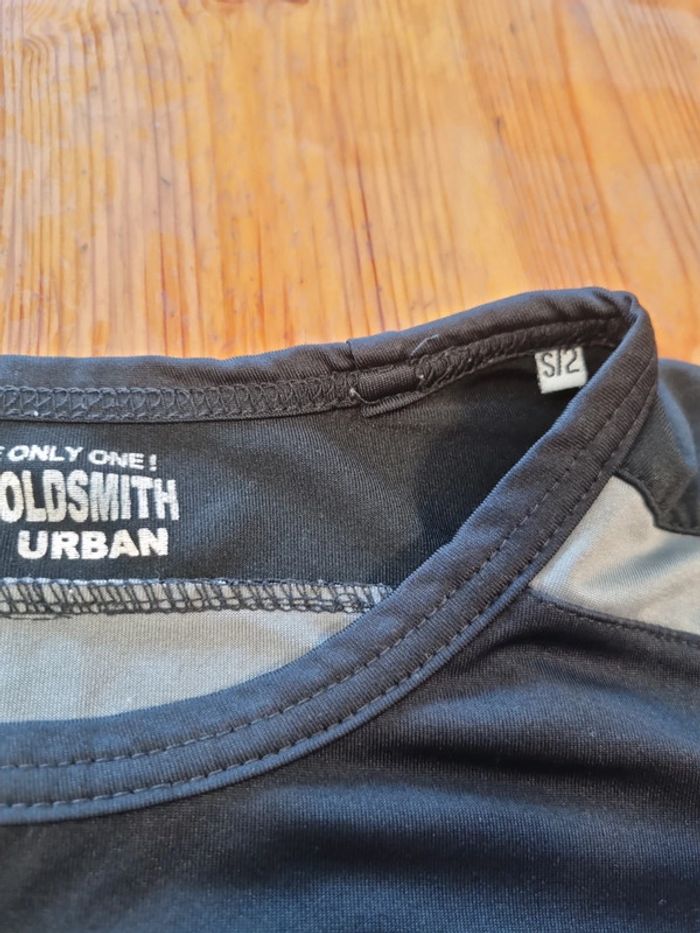 E ONLY ONE!
OLDSMITH
URBAN
S/2